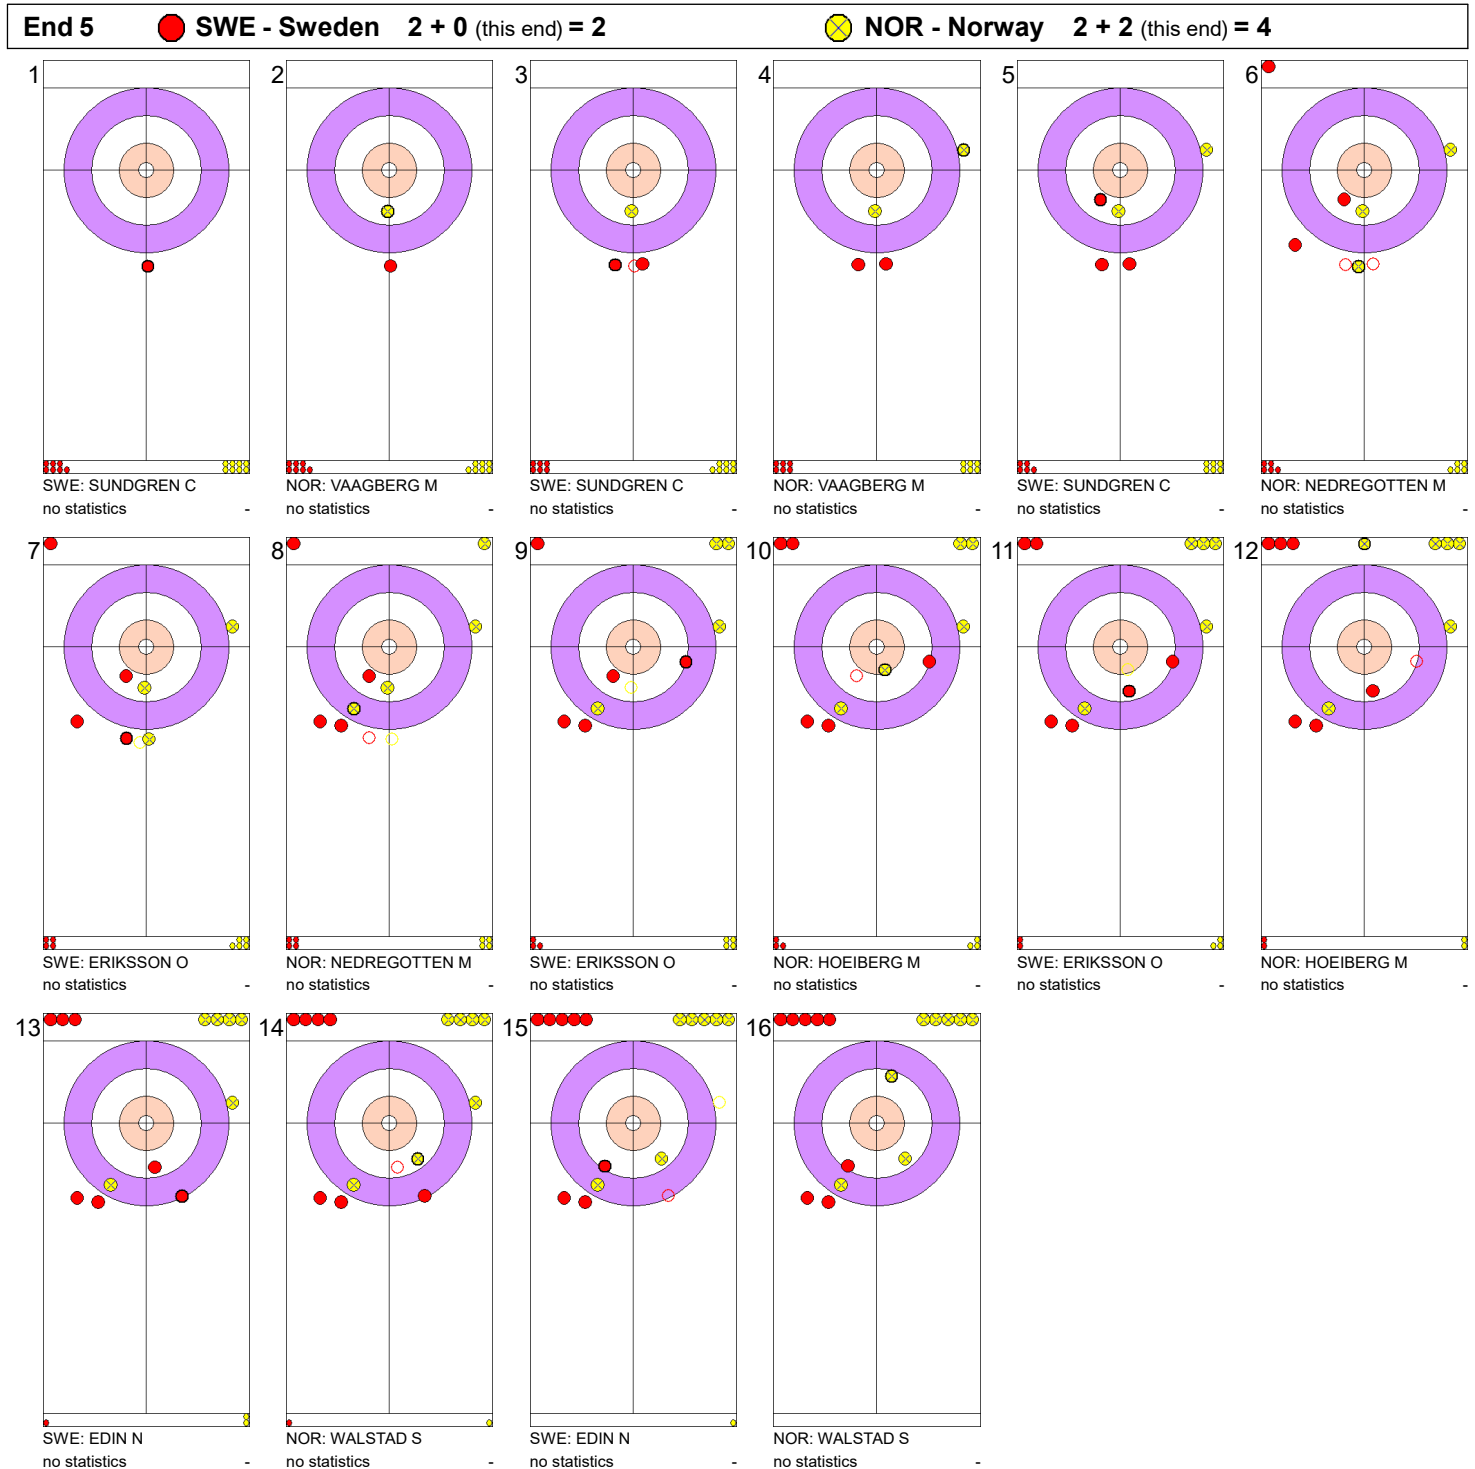 End 5 SWE - Sweden 2 + 0 (this end) = 2 NOR - Norway 2 + 2 (this end) = 4
1 2 3 4 5 6
SWE: SUNDGREN C NOR: VAAGBERG M SWE: SUNDGREN C NOR: VAAGBERG M SWE: SUNDGREN C NOR: NEDREGOTTEN M
no statistics - no statistics - no statistics - no statistics - no statistics - no statistics -
7 8 9 10 11 12
SWE: ERIKSSON O NOR: NEDREGOTTEN M SWE: ERIKSSON O NOR: HOEIBERG M SWE: ERIKSSON O NOR: HOEIBERG M
no statistics - no statistics - no statistics - no statistics - no statistics - no statistics -
13 14 15 16
SWE: EDIN N NOR: WALSTAD S SWE: EDIN N NOR: WALSTAD S
no statistics - no statistics - no statistics - no statistics -